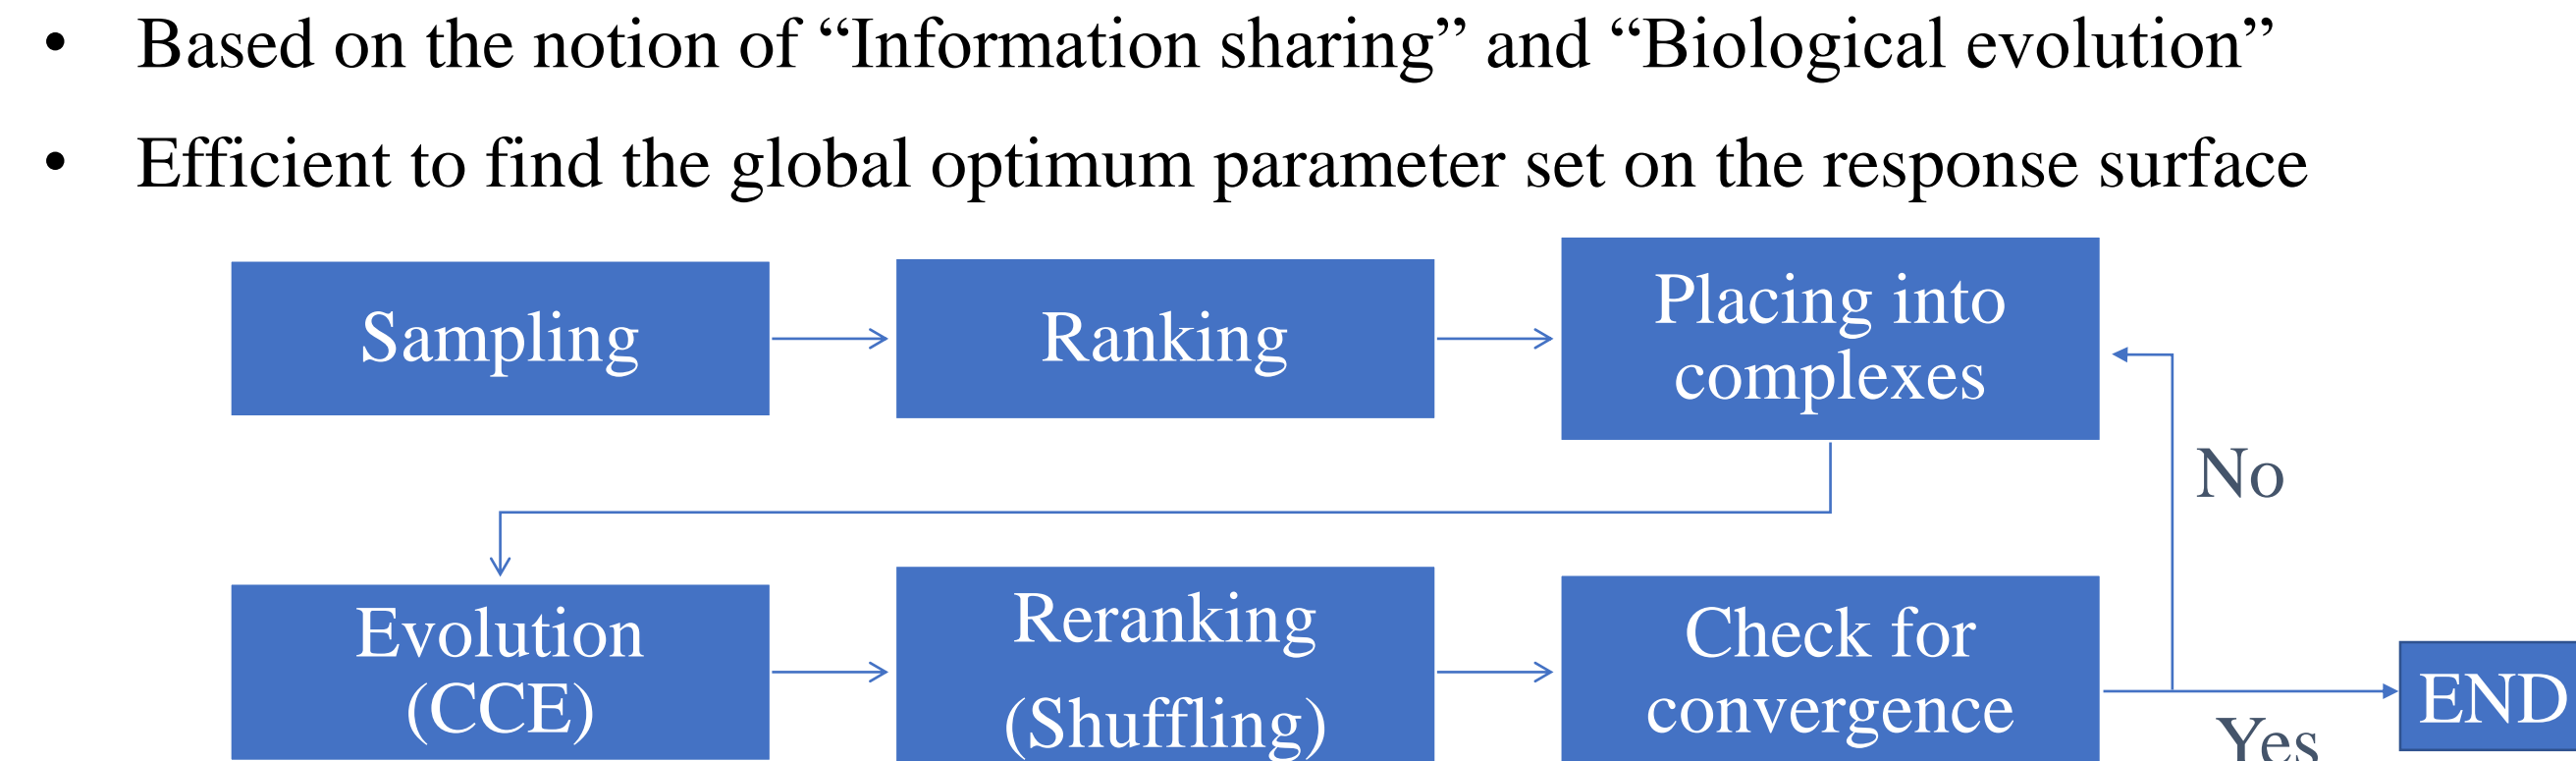 • Based on the notion of “Information sharing” and “Biological evolution”
• Efficient to find the global optimum parameter set on the response surface
Sampling
Ranking
Placing into
complexes
No
Evolution
(CCE)
Reranking
(Shuffling)
Check for
convergence
Yes
END